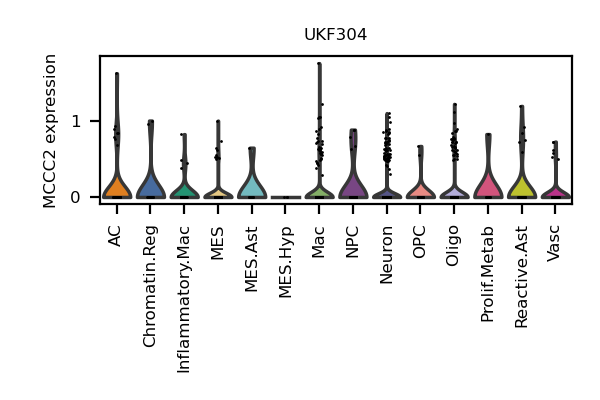 UKF304
MCCC2 expression
1
0
AC
Chromatin.Reg
Inflammatory.Mac
MES
MES.Ast
MES.Hyp
Mac
NPC
Neuron
OPC
Oligo
Prolif.Metab
Reactive.Ast
Vasc